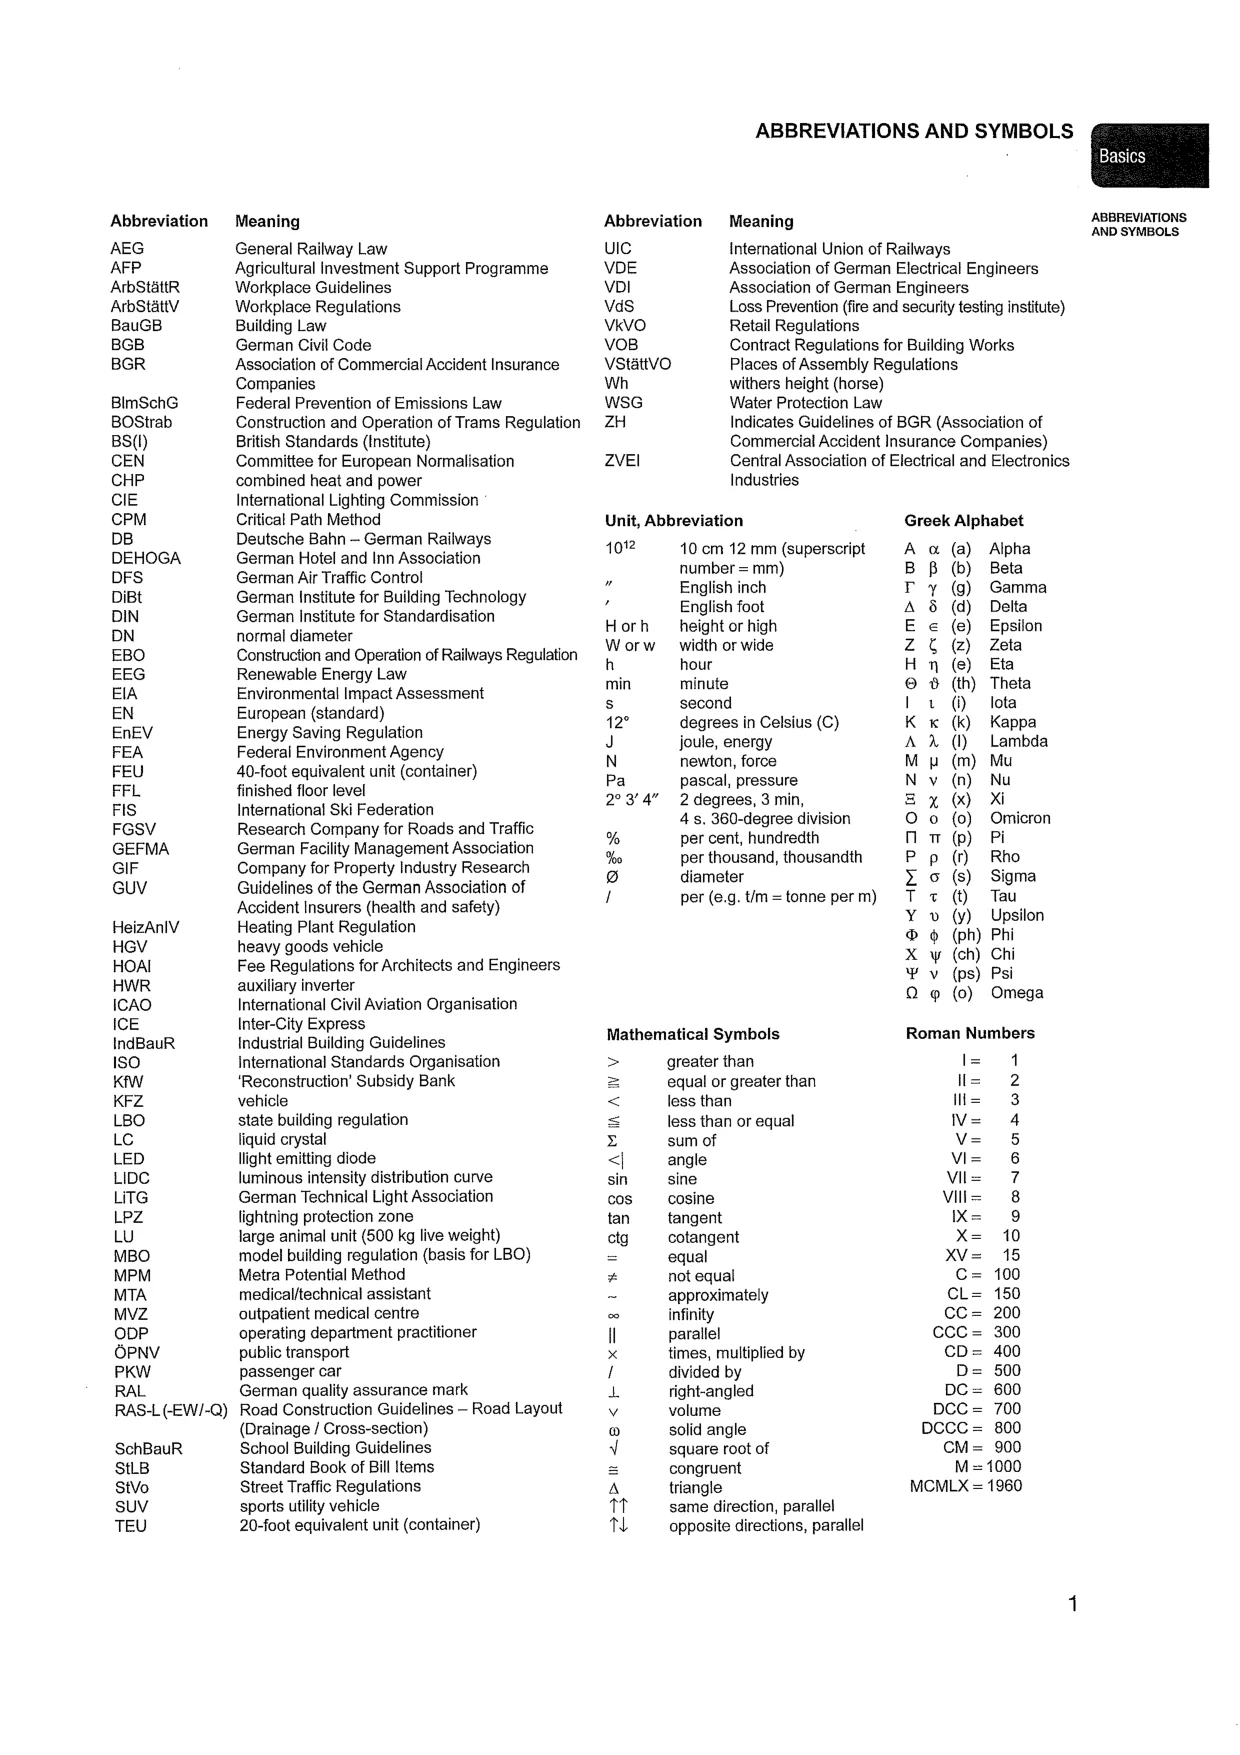 ABBREVIATIONS AND SYMBOLS
Basics
ABBREVIATIONS
AND SYMBOLS
Abbreviation Meaning
AEG General Railway Law
AFP Agricultural Investment Support Programme
ArbStättR Workplace Guidelines
ArbStättV Workplace Regulations
BauGB Building Law
BGB German Civil Code
BGR Association of Commercial Accident Insurance
Companies
BlmSchG Federal Prevention of Emissions Law
BOStrab Construction and Operation of Trams Regulation
BS(I) British Standards (Institute)
CEN Committee for European Normalisation
CHP combined heat and power
CIE International Lighting Commission
CPM Critical Path Method
DB Deutsche Bahn – German Railways
DEHOGA German Hotel and Inn Association
DFS German Air Traffic Control
DiBt German Institute for Building Technology
DIN German Institute for Standardisation
DN normal diameter
EBO Construction and Operation of Railways Regulation
EEG Renewable Energy Law
EIA Environmental Impact Assessment
EN European (standard)
EnEV Energy Saving Regulation
FEA Federal Environment Agency
FEU 40-foot equivalent unit (container)
FFL finished floor level
FIS International Ski Federation
FGSV Research Company for Roads and Traffic
GEFMA German Facility Management Association
GIF Company for Property Industry Research
GUV Guidelines of the German Association of
Accident Insurers (health and safety)
HeizAnlV Heating Plant Regulation
HGV heavy goods vehicle
HOAI Fee Regulations for Architects and Engineers
HWR auxiliary inverter
ICAO International Civil Aviation Organisation
ICE Inter-City Express
IndBauR Industrial Building Guidelines
ISO International Standards Organisation
KfW 'Reconstruction' Subsidy Bank
KFZ vehicle
LBO state building regulation
LC liquid crystal
LED llight emitting diode
LIDC luminous intensity distribution curve
LiTG German Technical Light Association
LPZ lightning protection zone
LU large animal unit (500 kg live weight)
MBO model building regulation (basis for LBO)
MPM Metra Potential Method
MTA medical/technical assistant
MVZ outpatient medical centre
ODP operating department practitioner
ÖPNV public transport
PKW passenger car
RAL German quality assurance mark
RAS-L (-EW/-Q) Road Construction Guidelines – Road Layout
(Drainage / Cross-section)
SchBauR School Building Guidelines
StLB Standard Book of Bill Items
StVo Street Traffic Regulations
SUV sports utility vehicle
TEU 20-foot equivalent unit (container)
Abbreviation Meaning
UIC International Union of Railways
VDE Association of German Electrical Engineers
VDI Association of German Engineers
VdS Loss Prevention (fire and security testing institute)
VkVO Retail Regulations
VOB Contract Regulations for Building Works
VStättVO Places of Assembly Regulations
Wh withers height (horse)
WSG Water Protection Law
ZH Indicates Guidelines of BGR (Association of
Commercial Accident Insurance Companies)
ZVEI Central Association of Electrical and Electronics
Industries
Unit, Abbreviation
10¹² 10 cm 12 mm (superscript
number = mm)
″ English inch
′ English foot
H or h height or high
W or w width or wide
h hour
min minute
s second
12° degrees in Celsius (C)
J joule, energy
N newton, force
Pa pascal, pressure
2° 3′ 4″ 2 degrees, 3 min,
4 s. 360-degree division
% per cent, hundredth
‰ per thousand, thousandth
Ø diameter
/ per (e.g. t/m = tonne per m)
Greek Alphabet
Α α (a) Alpha
Β β (b) Beta
Γ γ (g) Gamma
Δ δ (d) Delta
Ε ϵ (e) Epsilon
Ζ ζ (z) Zeta
Η η (e) Eta
Θ ϑ (th) Theta
Ι ι (i) Iota
Κ κ (k) Kappa
Λ λ (l) Lambda
Μ μ (m) Mu
Ν ν (n) Nu
Ξ χ (x) Xi
Ο ο (o) Omicron
Π π (p) Pi
Ρ ρ (r) Rho
Σ σ (s) Sigma
Τ τ (t) Tau
Υ υ (y) Upsilon
Φ ϕ (ph) Phi
Χ ψ (ch) Chi
Ψ ν (ps) Psi
Ω φ (o) Omega
Mathematical Symbols
> greater than
≧ equal or greater than
< less than
≦ less than or equal
Σ sum of
<| angle
sin sine
cos cosine
tan tangent
ctg cotangent
= equal
≠ not equal
~ approximately
∞ infinity
|| parallel
× times, multiplied by
/ divided by
⊥ right-angled
v volume
ω solid angle
√ square root of
≅ congruent
Δ triangle
↑↑ same direction, parallel
↑↓ opposite directions, parallel
Roman Numbers
I = 1
II = 2
III = 3
IV = 4
V = 5
VI = 6
VII = 7
VIII = 8
IX = 9
X = 10
XV = 15
C = 100
CL = 150
CC = 200
CCC = 300
CD = 400
D = 500
DC = 600
DCC = 700
DCCC = 800
CM = 900
M = 1000
MCMLX = 1960
1